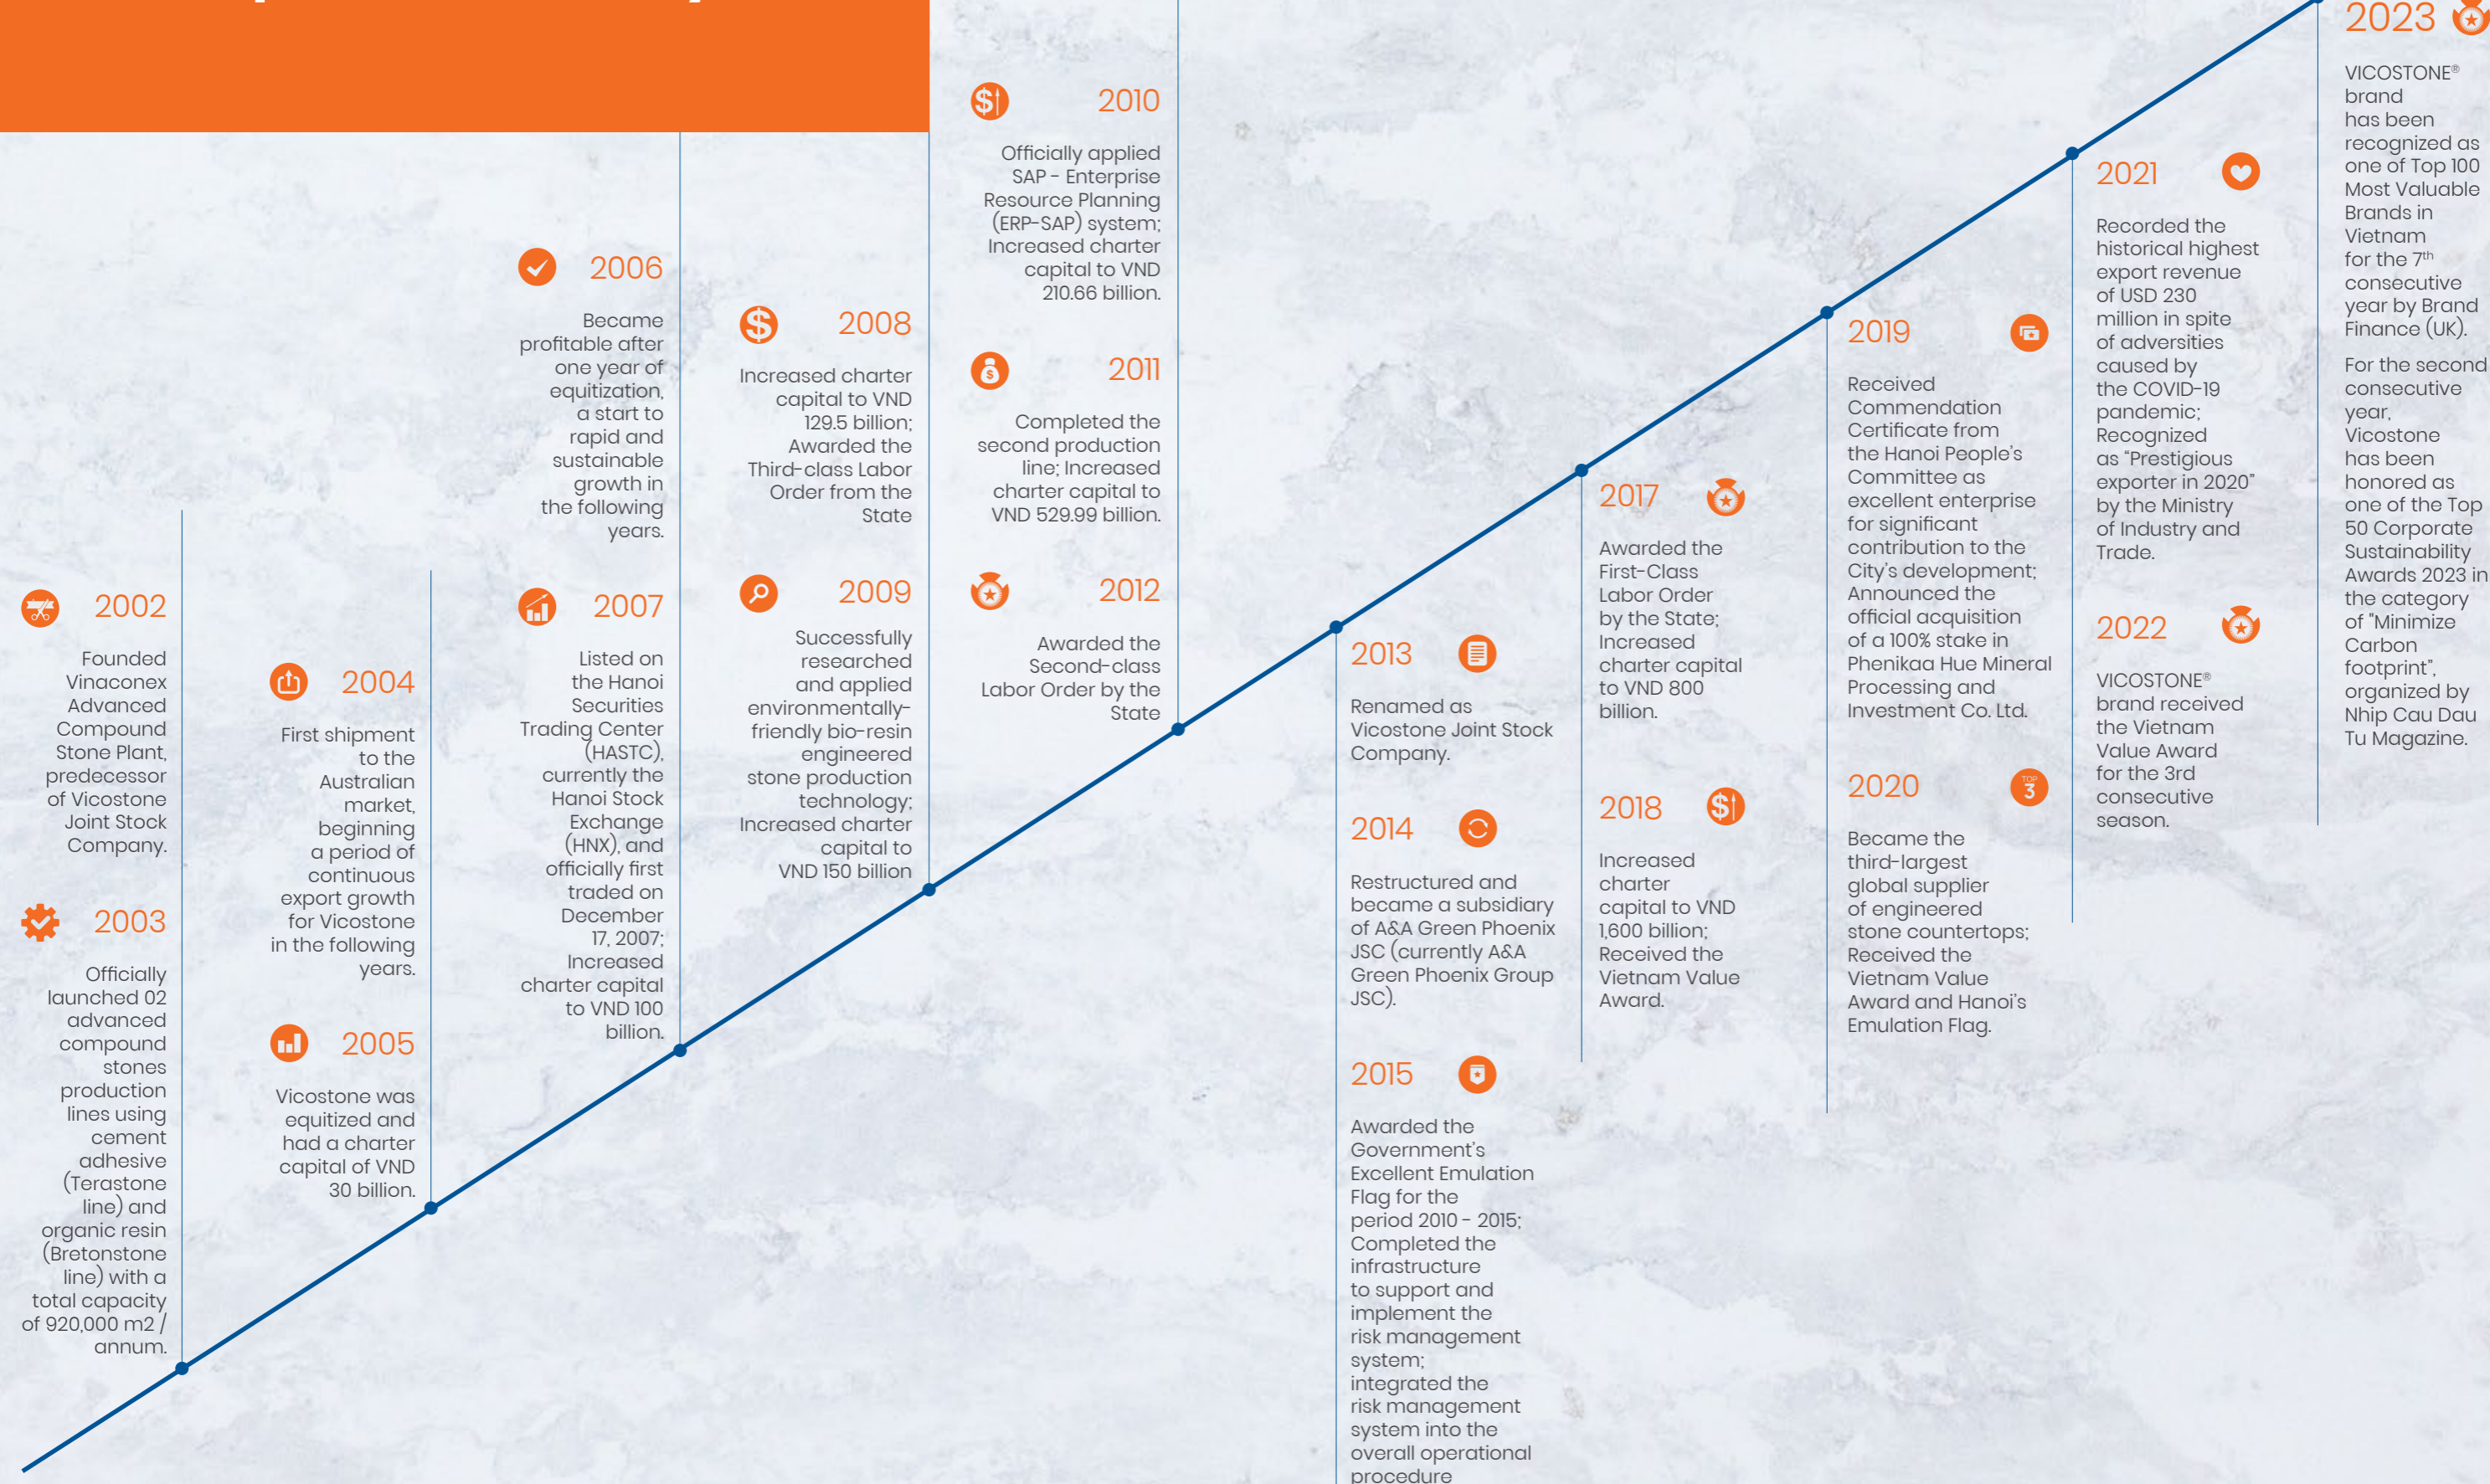 2002
Founded
Vinaconex
Advanced
Compound
Stone Plant,
predecessor
of Vicostone
Joint Stock
Company.
2003
Officially
launched 02
advanced
compound
stones
production
lines using
cement
adhesive
(Terastone
line) and
organic resin
(Bretonstone
line) with a
total capacity
of 920,000 m2 /
annum.
2004
First shipment
to the
Australian
market,
beginning
a period of
continuous
export growth
for Vicostone
in the following
years.
2005
Vicostone was
equitized and
had a charter
capital of VND
30 billion.
2006
Became
profitable after
one year of
equitization,
a start to
rapid and
sustainable
growth in
the following
years.
2007
Listed on
the Hanoi
Securities
Trading Center
(HASTC),
currently the
Hanoi Stock
Exchange
(HNX), and
officially first
traded on
December
17, 2007;
Increased
charter capital
to VND 100
billion.
2008
Increased charter
capital to VND
129.5 billion;
Awarded the
Third-class Labor
Order from the
State
2009
Successfully
researched
and applied
environmentally-
friendly bio-resin
engineered
stone production
technology;
Increased charter
capital to
VND 150 billion
2010
Officially applied
SAP - Enterprise
Resource Planning
(ERP-SAP) system;
Increased charter
capital to VND
210.66 billion.
2011
Completed the
second production
line; Increased
charter capital to
VND 529.99 billion.
2012
Awarded the
Second-class
Labor Order by the
State
2013
Renamed as
Vicostone Joint Stock
Company.
2014
Restructured and
became a subsidiary
of A&A Green Phoenix
JSC (currently A&A
Green Phoenix Group
JSC).
2015
Awarded the
Government's
Excellent Emulation
Flag for the
period 2010 - 2015;
Completed the
infrastructure
to support and
implement the
risk management
system;
integrated the
risk management
system into the
overall operational
procedure
2017
Awarded the
First-Class
Labor Order
by the State;
Increased
charter capital
to VND 800
billion.
2018
Increased
charter
capital to VND
1,600 billion;
Received the
Vietnam Value
Award.
2019
Received
Commendation
Certificate from
the Hanoi People's
Committee as
excellent enterprise
for significant
contribution to the
City's development;
Announced the
official acquisition
of a 100% stake in
Phenikaa Hue Mineral
Processing and
Investment Co. Ltd.
2020
TOP
3
Became the
third-largest
global supplier
of engineered
stone countertops;
Received the
Vietnam Value
Award and Hanoi's
Emulation Flag.
2021
Recorded the
historical highest
export revenue
of USD 230
million in spite
of adversities
caused by
the COVID-19
pandemic;
Recognized
as "Prestigious
exporter in 2020"
by the Ministry
of Industry and
Trade.
2022
VICOSTONE®
brand received
the Vietnam
Value Award
for the 3rd
consecutive
season.
2023
VICOSTONE®
brand
has been
recognized as
one of Top 100
Most Valuable
Brands in
Vietnam
for the 7th
consecutive
year by Brand
Finance (UK).
For the second
consecutive
year,
Vicostone
has been
honored as
one of the Top
50 Corporate
Sustainability
Awards 2023 in
the category
of "Minimize
Carbon
footprint",
organized by
Nhip Cau Dau
Tu Magazine.